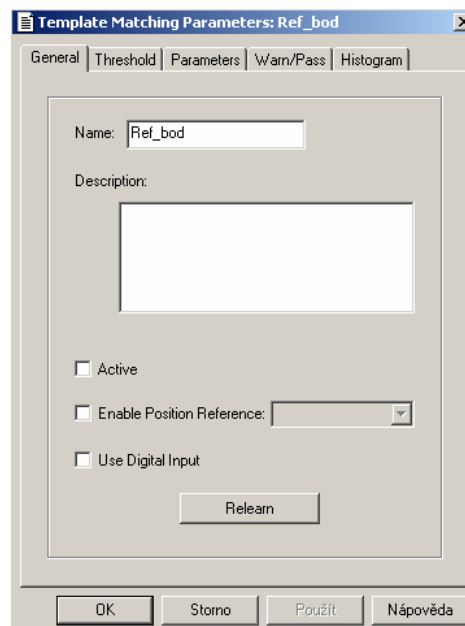 Template Matching Parameters: Ref_bod
General Threshold Parameters Warn/Pass Histogram
Name: Ref_bod
Description:
Active
Enable Position Reference:
Use Digital Input
Relearn
OK Storno Použít Nápověda